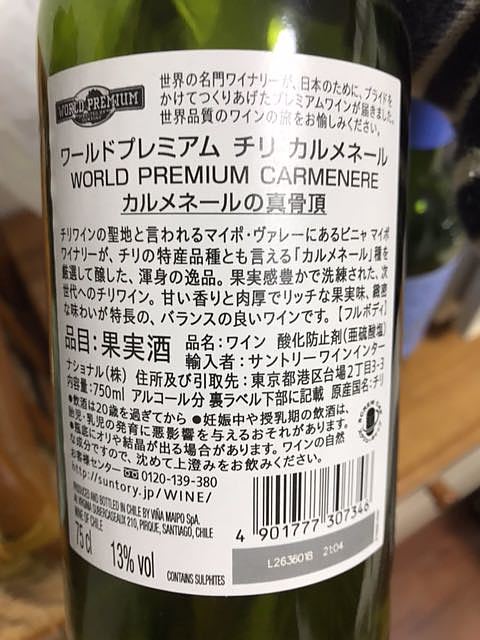 WORLD PREMIUM
世界の名門ワイナリーが、日本のために、プライドを
かけてつくりあげたプレミアムワインが届きました。
世界品質のワインの旅をお愉しみください。
ワールドプレミアム チリ カルメネール
WORLD PREMIUM CARMENERE
カルメネールの真骨頂
チリワインの聖地と言われるマイポ・ヴァレーにあるビニャ マイポ
ワイナリーが、チリの特産品種とも言える「カルメネール」種を
厳選して醸した、渾身の逸品。果実感豊かで洗練された、次
世代へのチリワイン。甘い香りと肉厚でリッチな果実味、緻密
な味わいが特長の、バランスの良いワインです。【フルボディ】
品目:果実酒 品名:ワイン 酸化防止剤(亜硫酸塩)
輸入者:サントリーワインインター
ナショナル(株) 住所及び引取先:東京都港区台場2丁目3-3
内容量:750ml アルコール分 裏ラベル下部に記載 原産国名:チリ
●飲酒は20歳を過ぎてから ●妊娠中や授乳期の飲酒は、
胎児・乳児の発育に悪影響を与えるおそれがあります。
●瓶底にオリや結晶が出る場合があります。ワインの自然
な成分ですので、沈めて上澄みをお飲みください。
お客様センター 0120-139-380
http://suntory.jp/WINE/
PRODUCED AND BOTTLED IN CHILE BY VIÑA MAIPO SpA.
210, PIRQUE, SANTIAGO, CHILE
WINE OF CHILE
75 cl 13% vol
CONTAINS SULPHITES
4 901777 307346
L2636018 21:04